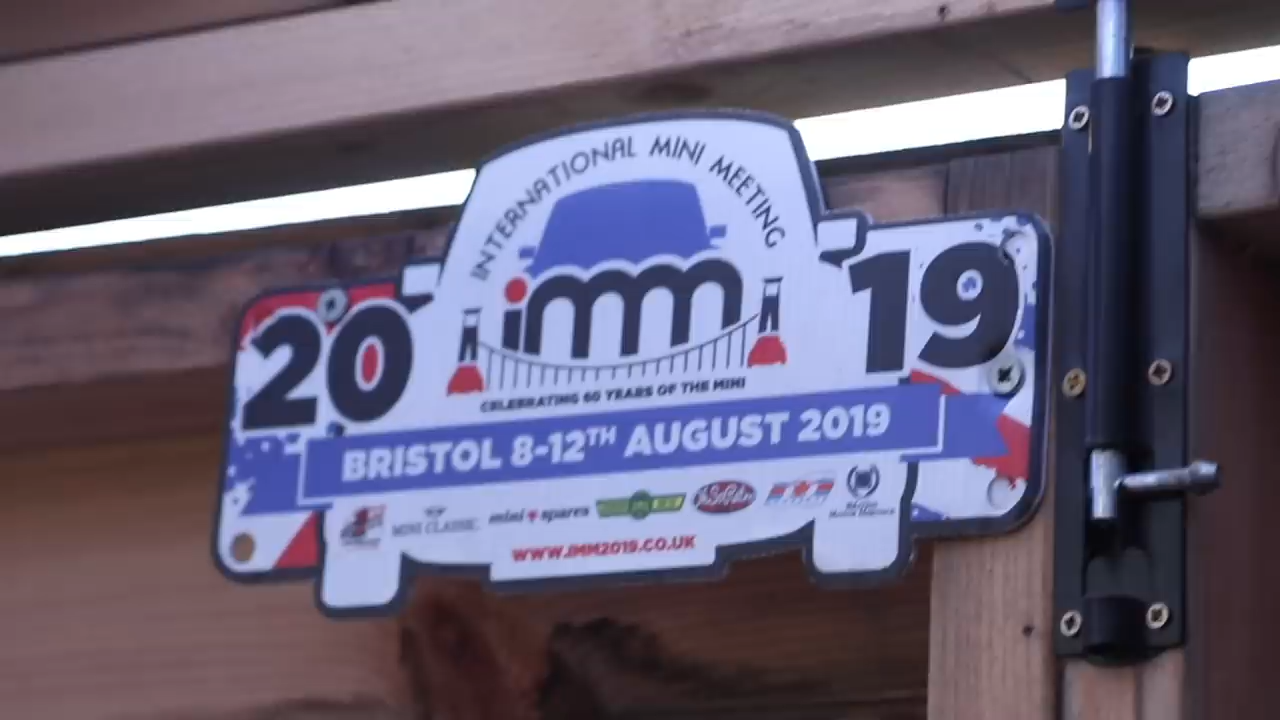 INTERNATIONAL MINI MEETING
20
imm
19
CELEBRATING 60 YEARS OF THE MINI
BRISTOL 8-12TH AUGUST 2019
MINI CLASSIC
mini spares
WWW.IMM2019.CO.UK